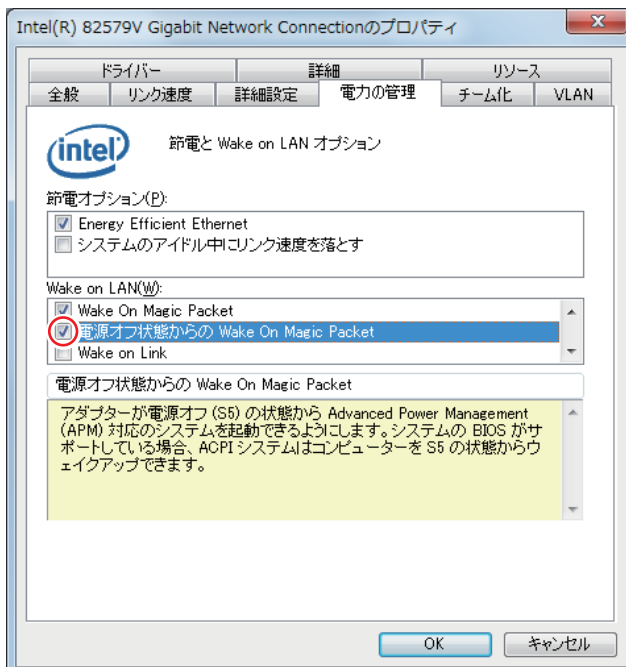 Intel(R) 82579V Gigabit Network Connectionのプロパティ
ドライバー 詳細 リソース
全般 リンク速度 詳細設定 電力の管理 チーム化 VLAN
intel
節電と Wake on LAN オプション
節電オプション(P):
Energy Efficient Ethernet
システムのアイドル中にリンク速度を落とす
Wake on LAN(W):
Wake On Magic Packet
電源オフ状態からの Wake On Magic Packet
Wake on Link
電源オフ状態からの Wake On Magic Packet
アダプターが電源オフ (S5) の状態から Advanced Power Management
(APM) 対応のシステムを起動できるようにします。システムの BIOS がサ
ポートしている場合、ACPI システムはコンピューターを S5 の状態からウ
ェイクアップできます。
OK キャンセル